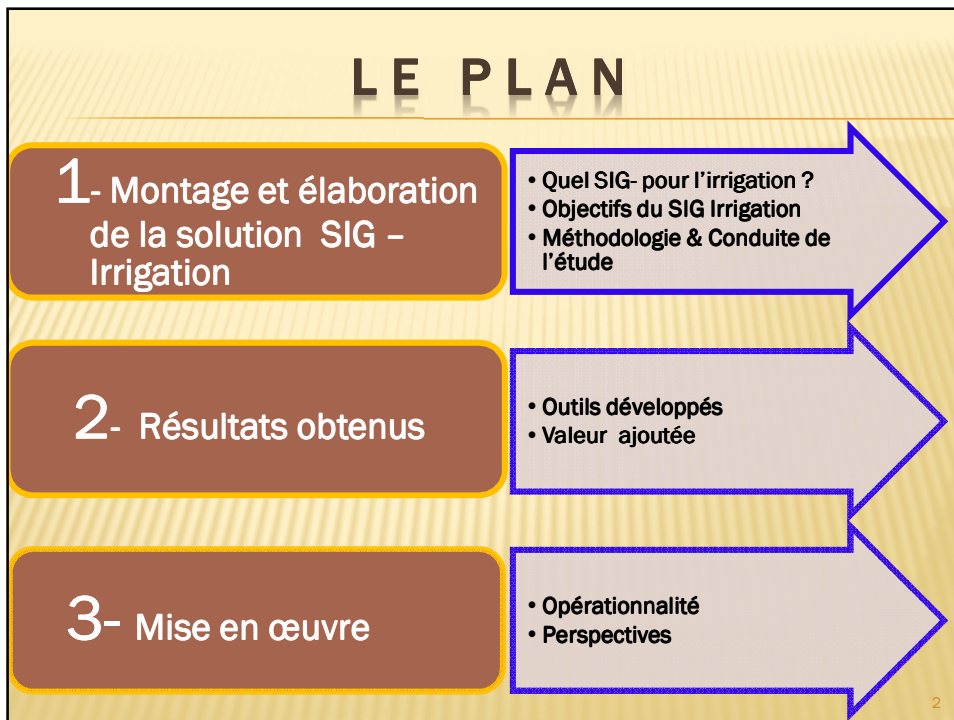 LE PLAN
1- Montage et élaboration
de la solution SIG –
Irrigation
• Quel SIG- pour l’irrigation ?
• Objectifs du SIG Irrigation
• Méthodologie & Conduite de
l’étude
2- Résultats obtenus
• Outils développés
• Valeur ajoutée
3- Mise en œuvre
• Opérationnalité
• Perspectives
2